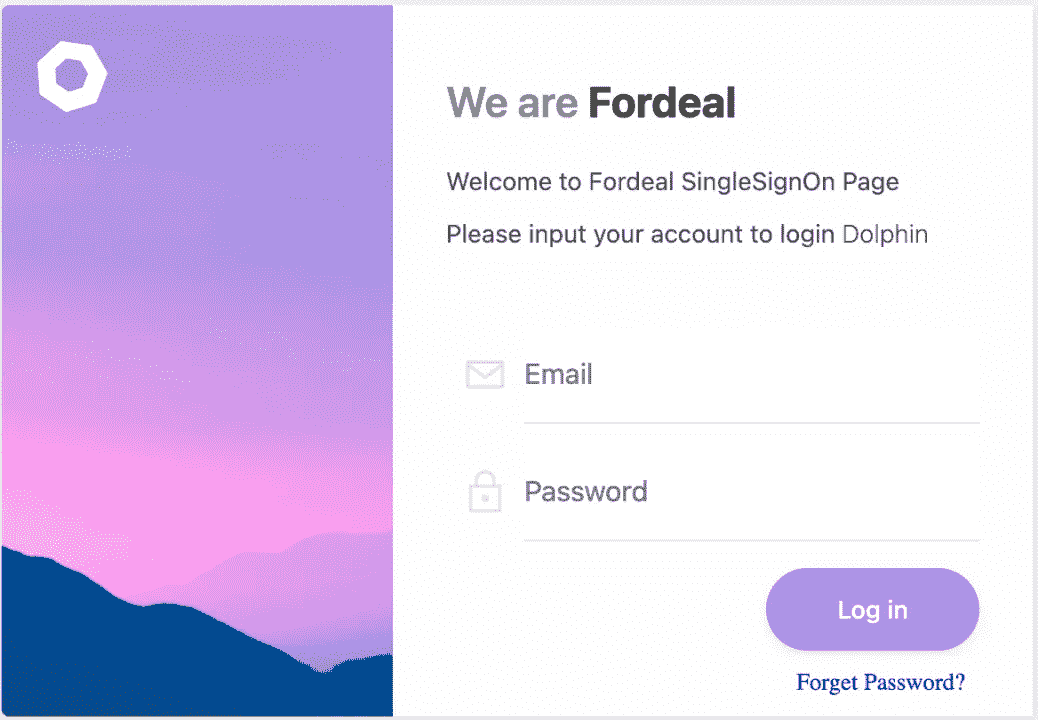 We are Fordeal
Welcome to Fordeal SingleSignOn Page
Please input your account to login Dolphin
Email
Password
Log in
Forget Password?